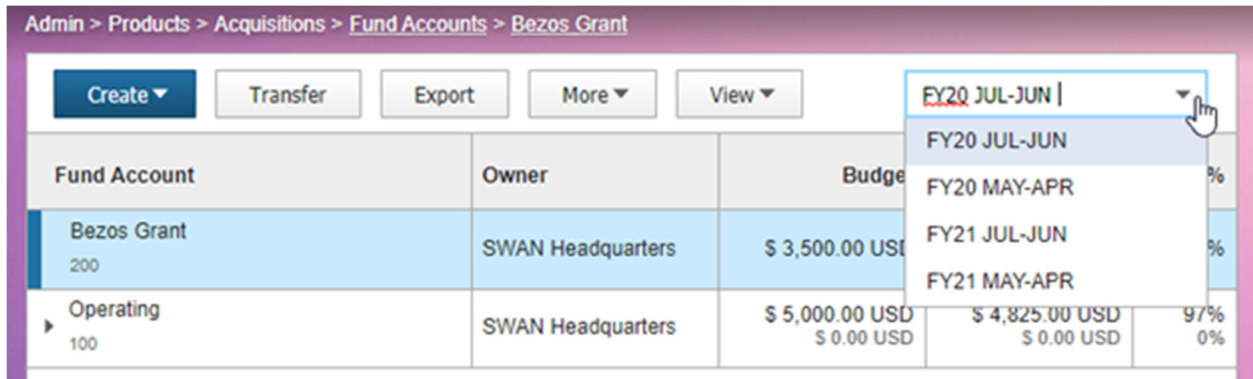 Admin > Products > Acquisitions > Fund Accounts > Bezos Grant
Create Transfer Export More View FY20 JUL-JUN
FY20 JUL-JUN
FY20 MAY-APR
FY21 JUL-JUN
FY21 MAY-APR
Fund Account Owner %
Bezos Grant
200
SWAN Headquarters $ 3,500.00 %
Operating
100
SWAN Headquarters $ 5,000.00 USD $ 4,825.00 USD 97%
$ 0.00 USD $ 0.00 USD 0%